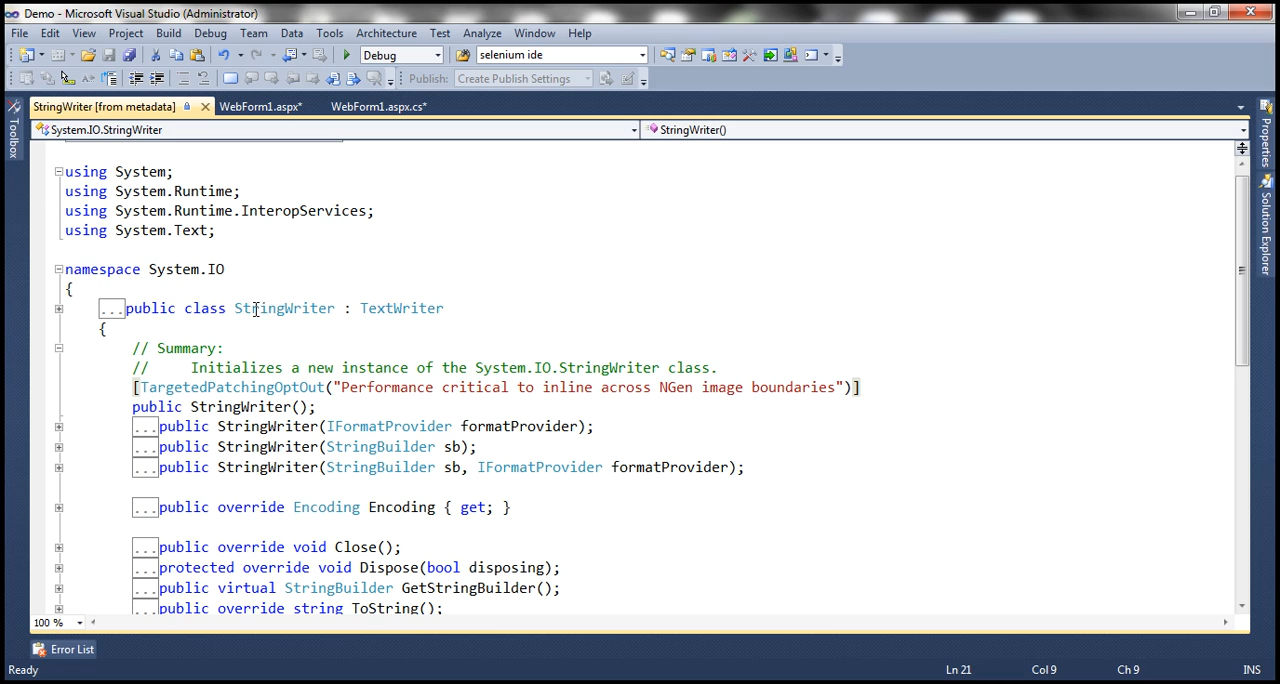 Demo - Microsoft Visual Studio (Administrator)
File Edit View Project Build Debug Team Data Tools Architecture Test Analyze Window Help
Debug selenium ide
Publish: Create Publish Settings
StringWriter [from metadata] WebForm1.aspx* WebForm1.aspx.cs*
System.IO.StringWriter StringWriter()
Toolbox
Properties
Solution Explorer
using System;
using System.Runtime;
using System.Runtime.InteropServices;
using System.Text;
namespace System.IO
{
...public class StringWriter : TextWriter
{
// Summary:
//     Initializes a new instance of the System.IO.StringWriter class.
[TargetedPatchingOptOut("Performance critical to inline across NGen image boundaries")]
public StringWriter();
...public StringWriter(IFormatProvider formatProvider);
...public StringWriter(StringBuilder sb);
...public StringWriter(StringBuilder sb, IFormatProvider formatProvider);
...public override Encoding Encoding { get; }
...public override void Close();
...protected override void Dispose(bool disposing);
...public virtual StringBuilder GetStringBuilder();
...public override string ToString();
100 %
Error List
Ready Ln 21 Col 9 Ch 9 INS